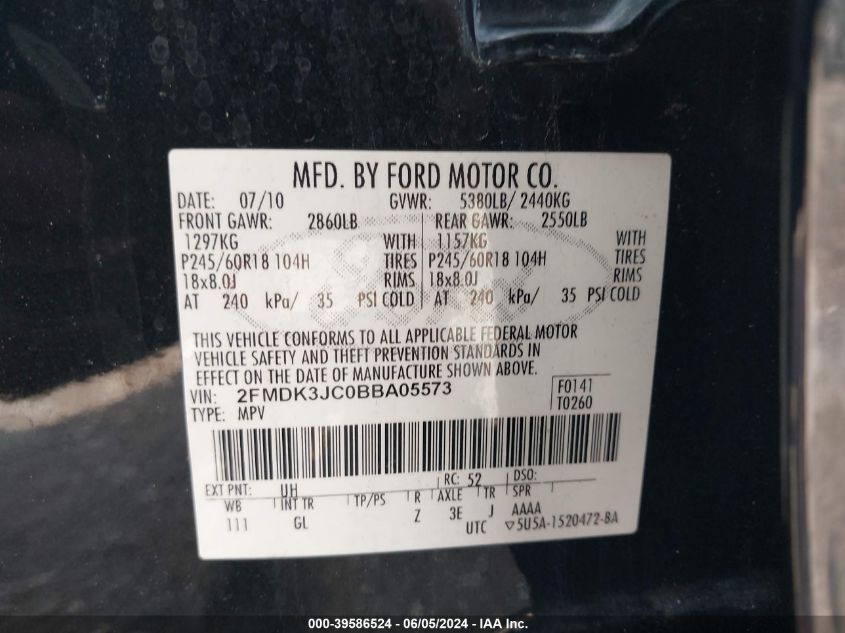 MFD. BY FORD MOTOR CO.
DATE: 07/10 GVWR: 5380LB/ 2440KG
FRONT GAWR: 2860LB REAR GAWR: 2550LB
1297KG WITH 1157KG WITH
P245/60R18 104H TIRES P245/60R18 104H TIRES
18x8.0J RIMS 18x8.0J RIMS
AT 240 kPa/ 35 PSI COLD AT 240 kPa/ 35 PSI COLD
THIS VEHICLE CONFORMS TO ALL APPLICABLE FEDERAL MOTOR
VEHICLE SAFETY AND THEFT PREVENTION STANDARDS IN
EFFECT ON THE DATE OF MANUFACTURE SHOWN ABOVE.
VIN: 2FMDK3JC0BBA05573 F0141
TYPE: MPV T0260
EXT PNT: UH RC: 52 DSO:
WB INT TR TP/PS R AXLE TR SPR
111 GL Z 3E J AAAA
UTC ▽5U5A-1520472-BA
000-39586524 - 06/05/2024 - WWW.IAAI.COM